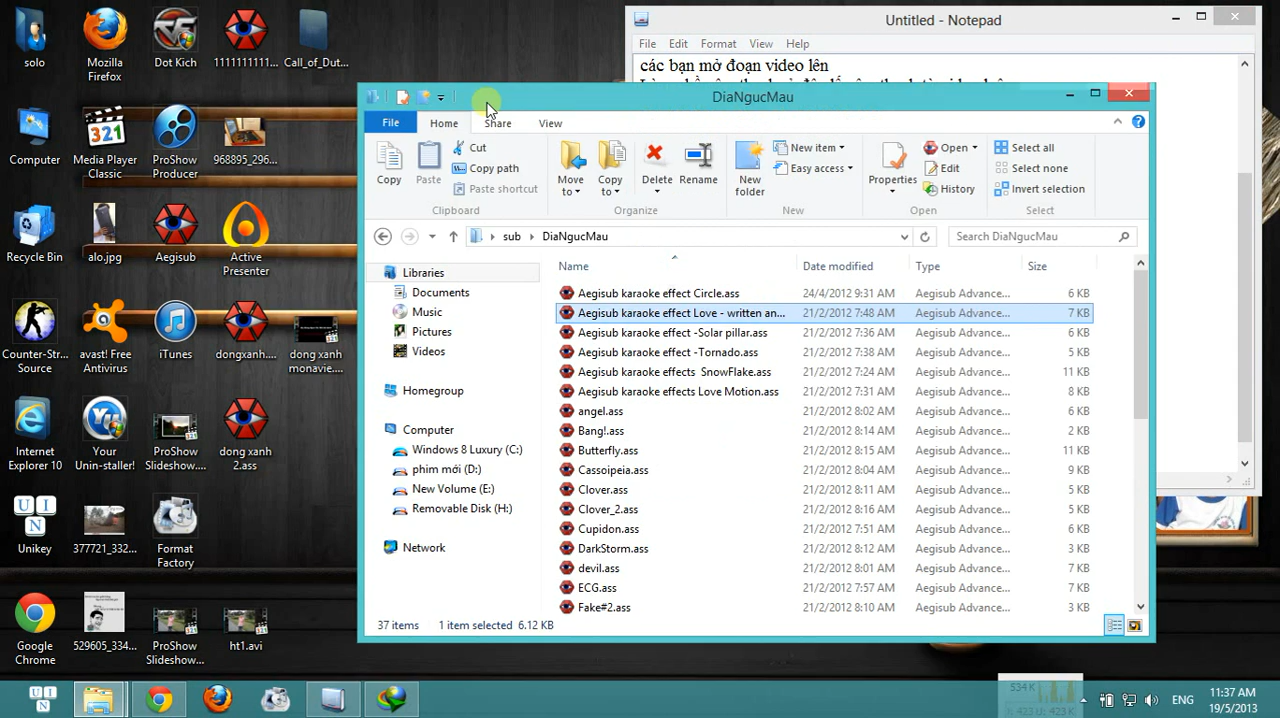 solo
Mozilla
Firefox
Dot Kich
1111111111...
Call_of_Dut...
Computer
Media Player
Classic
ProShow
Producer
968895_296...
Recycle Bin
alo.jpg
Aegisub
Active
Presenter
Counter-Str...
Source
avast! Free
Antivirus
iTunes
dongxanh...
dong xanh
monavie....
Internet
Explorer 10
Your
Unin-staller!
ProShow
Slideshow....
dong xanh
2.ass
Unikey
377721_332...
Format
Factory
Google
Chrome
529605_334...
ProShow
Slideshow...
ht1.avi
Untitled - Notepad
File Edit Format View Help
các bạn mở đoạn video lên
DiaNgucMau
File Home Share View
Copy
Paste
Cut
Copy path
Paste shortcut
Clipboard
Move
to
Copy
to
Delete
Rename
Organize
New
folder
New item
Easy access
New
Properties
Open
Edit
History
Open
Select all
Select none
Invert selection
Select
sub DiaNgucMau
Search DiaNgucMau
Libraries
Documents
Music
Pictures
Videos
Homegroup
Computer
Windows 8 Luxury (C:)
phim mới (D:)
New Volume (E:)
Removable Disk (H:)
Network
Name Date modified Type Size
Aegisub karaoke effect Circle.ass 24/4/2012 9:31 AM Aegisub Advance... 6 KB
Aegisub karaoke effect Love - written an... 21/2/2012 7:48 AM Aegisub Advance... 7 KB
Aegisub karaoke effect -Solar pillar.ass 21/2/2012 7:36 AM Aegisub Advance... 6 KB
Aegisub karaoke effect -Tornado.ass 21/2/2012 7:38 AM Aegisub Advance... 5 KB
Aegisub karaoke effects SnowFlake.ass 21/2/2012 7:24 AM Aegisub Advance... 11 KB
Aegisub karaoke effects Love Motion.ass 21/2/2012 7:31 AM Aegisub Advance... 8 KB
angel.ass 21/2/2012 8:02 AM Aegisub Advance... 6 KB
Bang!.ass 21/2/2012 8:14 AM Aegisub Advance... 2 KB
Butterfly.ass 21/2/2012 8:15 AM Aegisub Advance... 11 KB
Cassoipeia.ass 21/2/2012 8:04 AM Aegisub Advance... 9 KB
Clover.ass 21/2/2012 8:11 AM Aegisub Advance... 5 KB
Clover_2.ass 21/2/2012 8:16 AM Aegisub Advance... 5 KB
Cupidon.ass 21/2/2012 7:51 AM Aegisub Advance... 6 KB
DarkStorm.ass 21/2/2012 8:12 AM Aegisub Advance... 3 KB
devil.ass 21/2/2012 8:01 AM Aegisub Advance... 7 KB
ECG.ass 21/2/2012 7:57 AM Aegisub Advance... 7 KB
Fake#2.ass 21/2/2012 8:10 AM Aegisub Advance... 3 KB
37 items 1 item selected 6.12 KB
534 K
U: 423 K
ENG
11:37 AM
19/5/2013